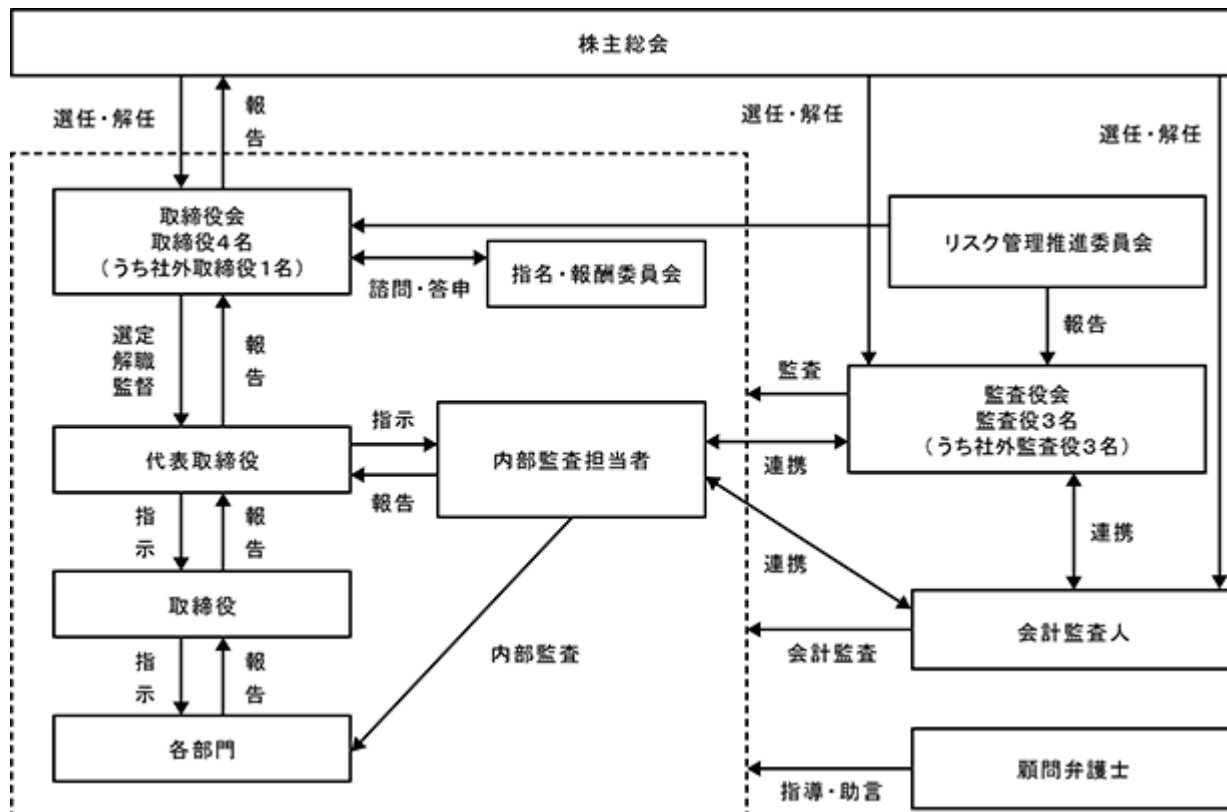 株主総会
選任・解任
報告
選任・解任
選任・解任
取締役会
取締役4名
(うち社外取締役1名)
諮問・答申
指名・報酬委員会
リスク管理推進委員会
報告
選定
解職
監督
報告
監査
監査役会
監査役3名
(うち社外監査役3名)
代表取締役
指示
報告
内部監査担当者
連携
連携
連携
指示
報告
取締役
会計監査人
会計監査
内部監査
指示
報告
各部門
顧問弁護士
指導・助言